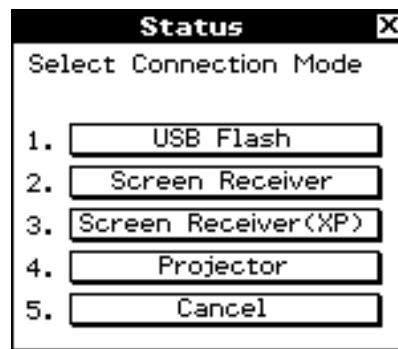 Status X
Select Connection Mode
1. USB Flash
2. Screen Receiver
3. Screen Receiver(XP)
4. Projector
5. Cancel